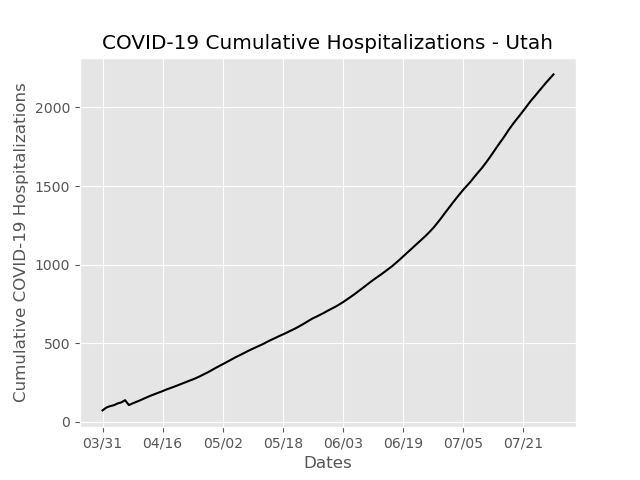 COVID-19 Cumulative Hospitalizations - Utah
Cumulative COVID-19 Hospitalizations
2000
1500
1000
500
0
03/31 04/16 05/02 05/18 06/03 06/19 07/05 07/21
Dates